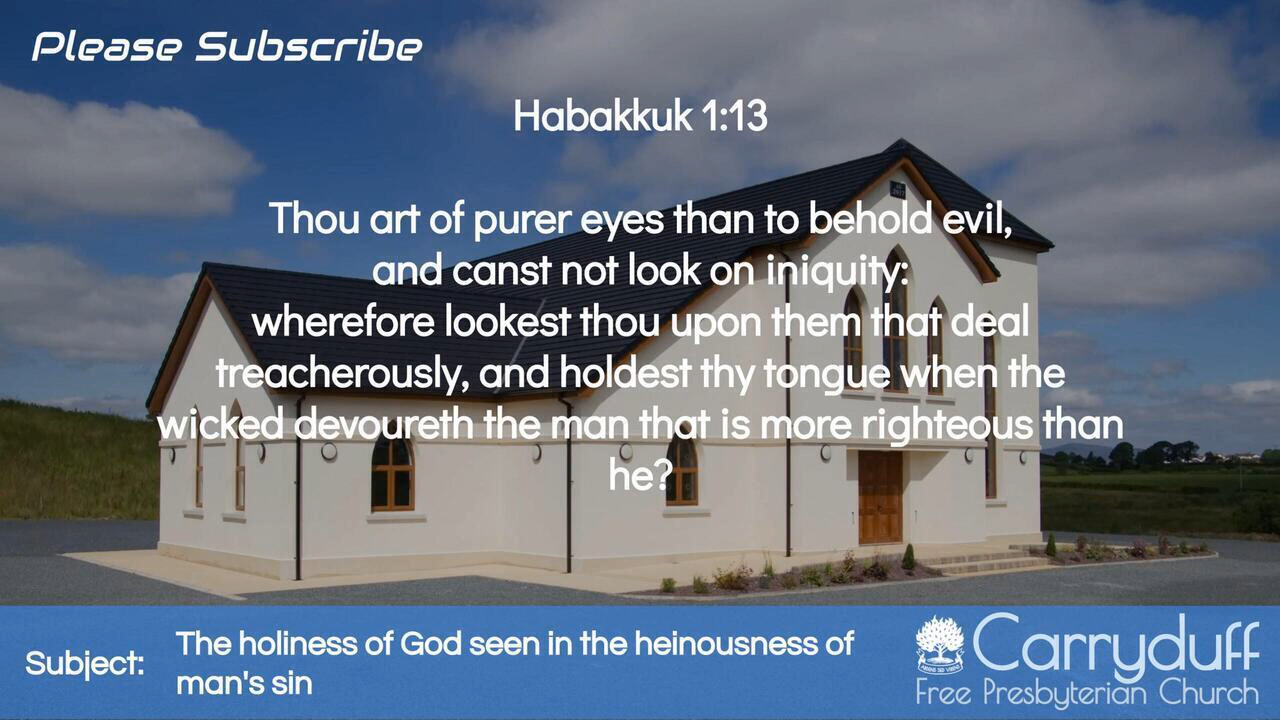 Please Subscribe
Habakkuk 1:13
Thou art of purer eyes than to behold evil,
and canst not look on iniquity:
wherefore lookest thou upon them that deal
treacherously, and holdest thy tongue when the
wicked devoureth the man that is more righteous than
he?
Subject:
The holiness of God seen in the heinousness of
man's sin
Carryduff
Free Presbyterian Church